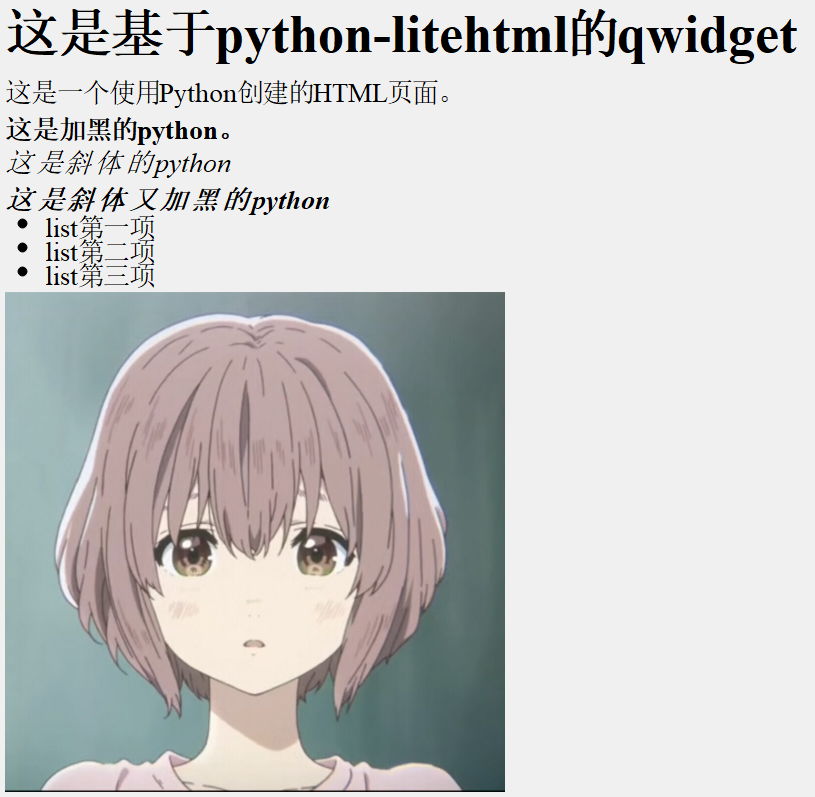 这是基于python-litehtml的qwidget
这是一个使用Python创建的HTML页面。
这是加黑的python。
这是斜体的python
这是斜体又加黑的python
list第一项
list第二项
list第三项